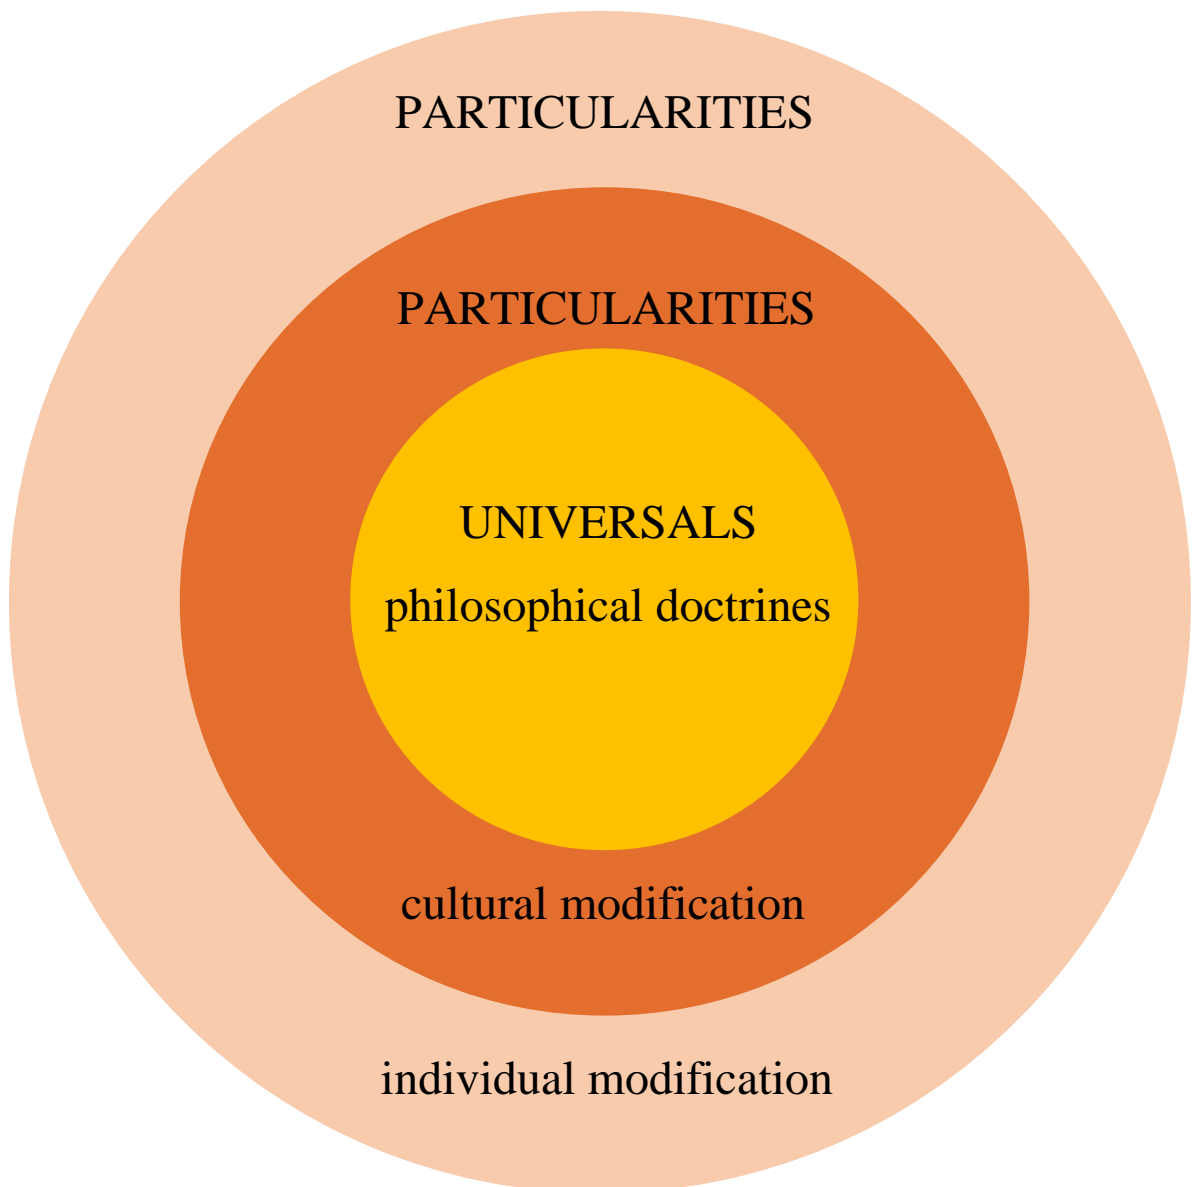 PARTICULARITIES
PARTICULARITIES
UNIVERSALS
philosophical doctrines
cultural modification
individual modification